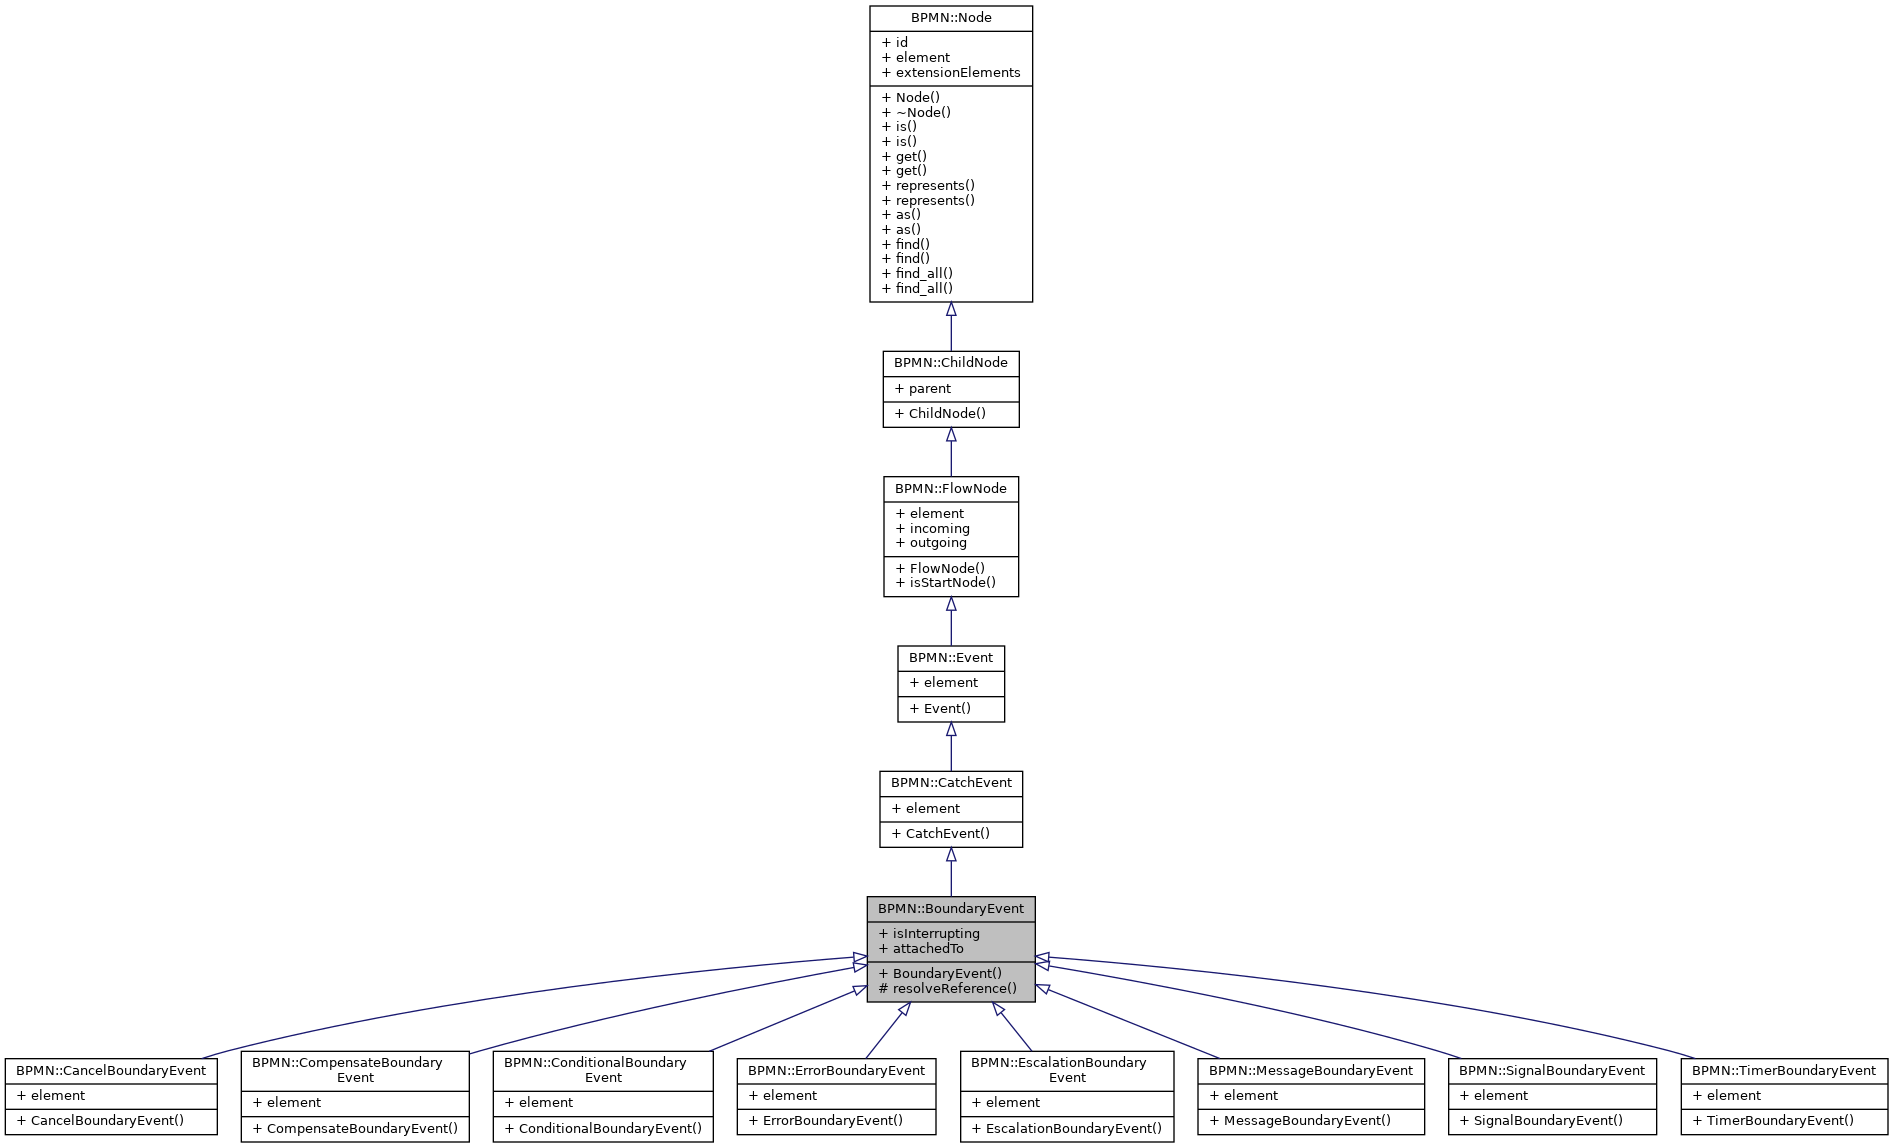 BPMN::Node
+ id
+ element
+ extensionElements
+ Node()
+ ~Node()
+ is()
+ is()
+ get()
+ get()
+ represents()
+ represents()
+ as()
+ as()
+ find()
+ find()
+ find_all()
+ find_all()
BPMN::ChildNode
+ parent
+ ChildNode()
BPMN::FlowNode
+ element
+ incoming
+ outgoing
+ FlowNode()
+ isStartNode()
BPMN::Event
+ element
+ Event()
BPMN::CatchEvent
+ element
+ CatchEvent()
BPMN::BoundaryEvent
+ isInterrupting
+ attachedTo
+ BoundaryEvent()
# resolveReference()
BPMN::CancelBoundaryEvent
+ element
+ CancelBoundaryEvent()
BPMN::CompensateBoundary
Event
+ element
+ CompensateBoundaryEvent()
BPMN::ConditionalBoundary
Event
+ element
+ ConditionalBoundaryEvent()
BPMN::ErrorBoundaryEvent
+ element
+ ErrorBoundaryEvent()
BPMN::EscalationBoundary
Event
+ element
+ EscalationBoundaryEvent()
BPMN::MessageBoundaryEvent
+ element
+ MessageBoundaryEvent()
BPMN::SignalBoundaryEvent
+ element
+ SignalBoundaryEvent()
BPMN::TimerBoundaryEvent
+ element
+ TimerBoundaryEvent()